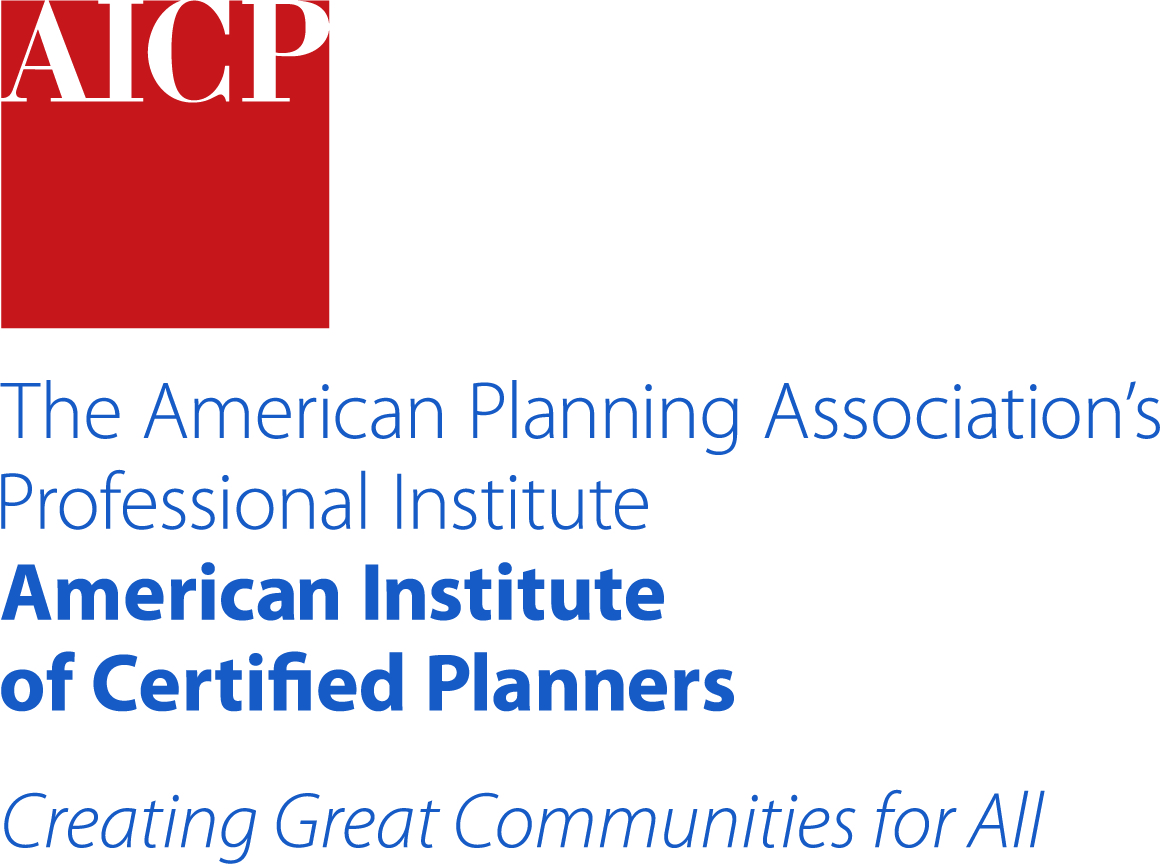 AICP
The American Planning Association’s
Professional Institute
American Institute
of Certified Planners
Creating Great Communities for All